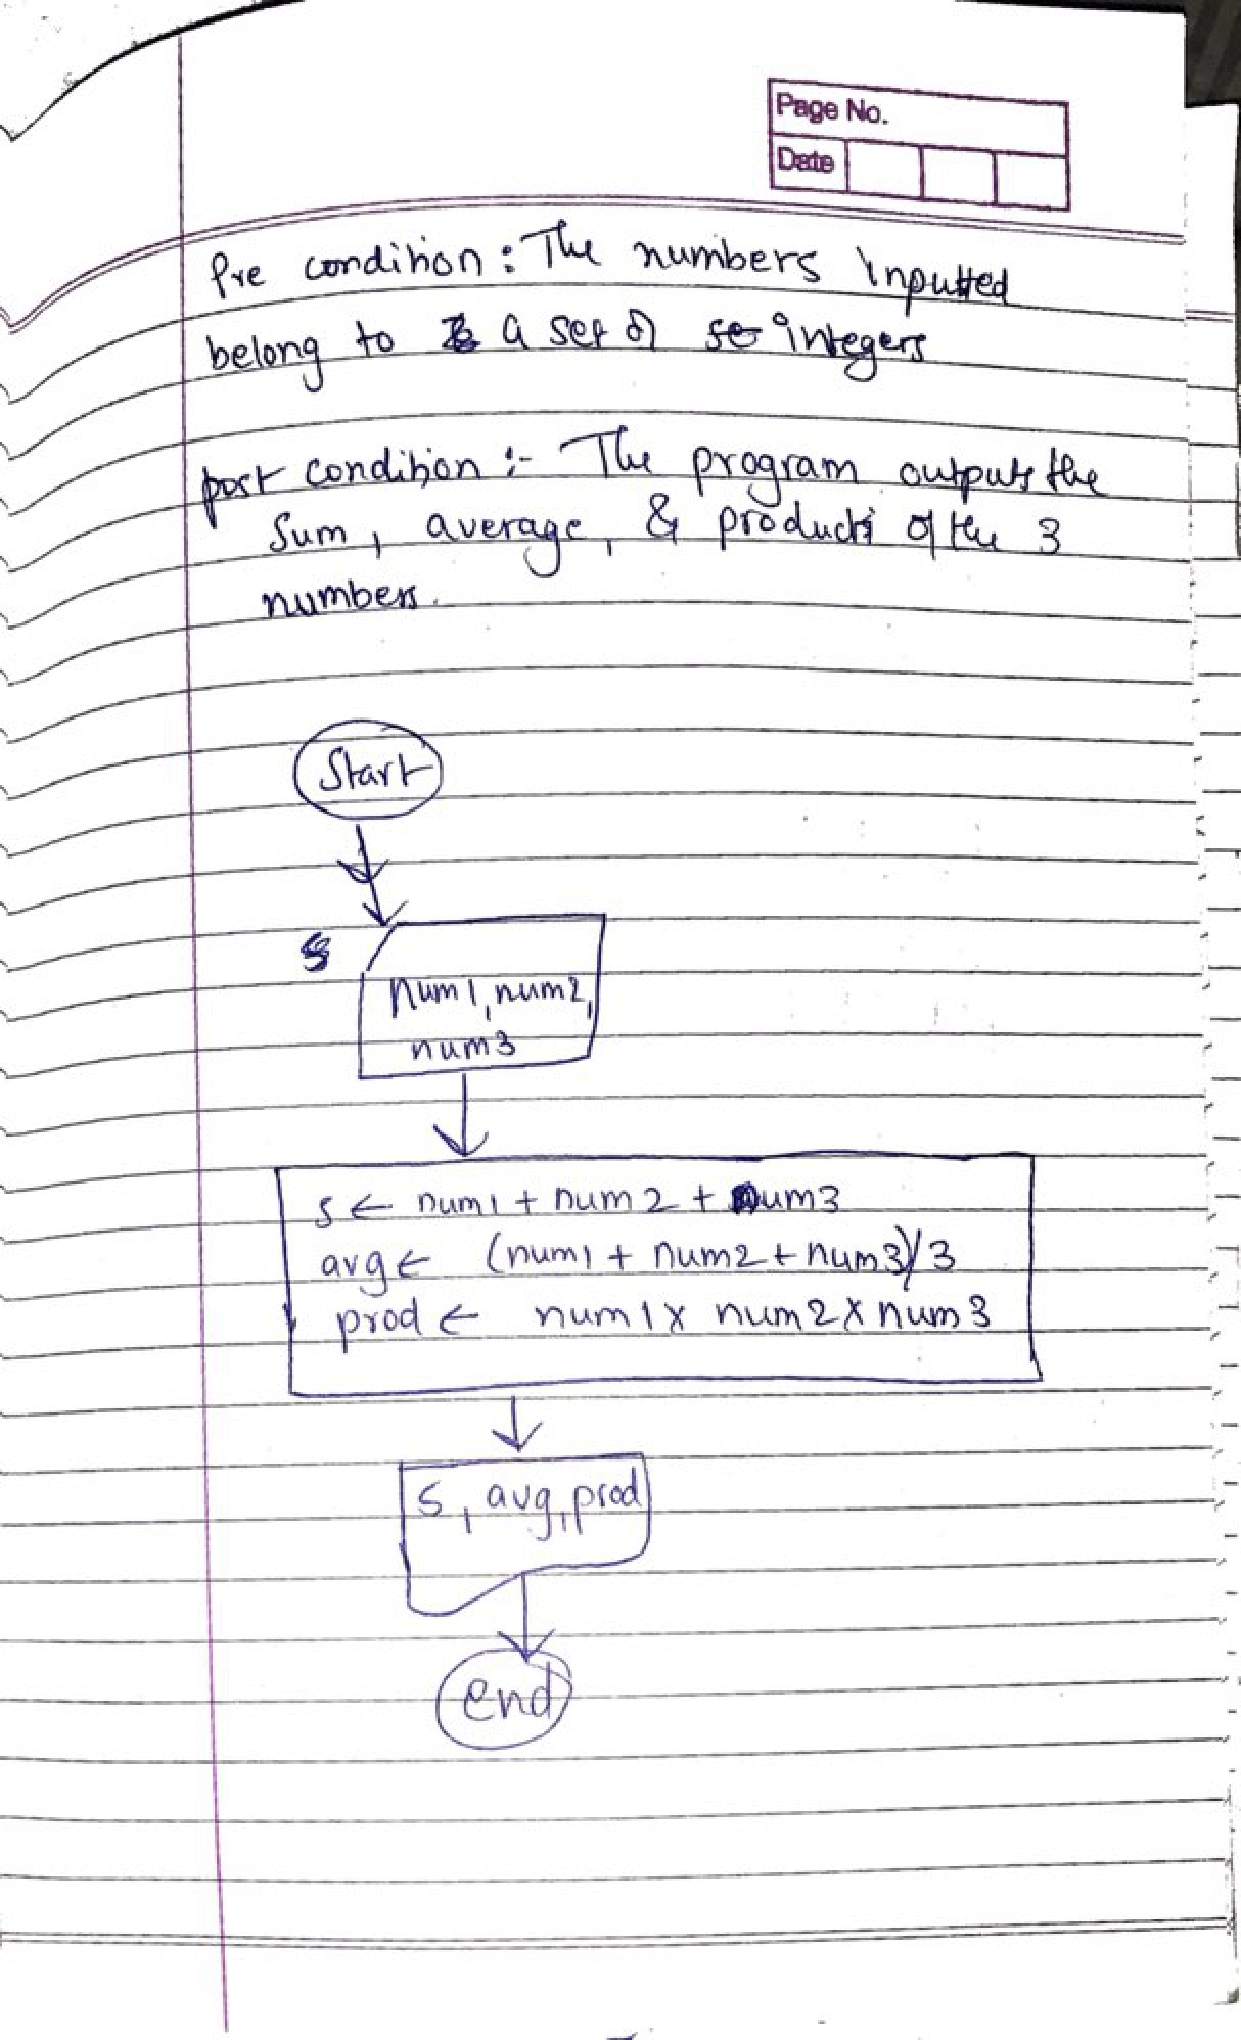 Page No.
Date
Pre condition : The numbers inputted
belong to a set of integers
post condition :- The program outputs the
Sum, average, & products of the 3
numbers.
Start
num1, num2,
num3
s ← num1 + num2 + num3
avg ← (num1 + num2 + num3)/3
prod ← num1 x num2 x num3
s, avg, prod
end